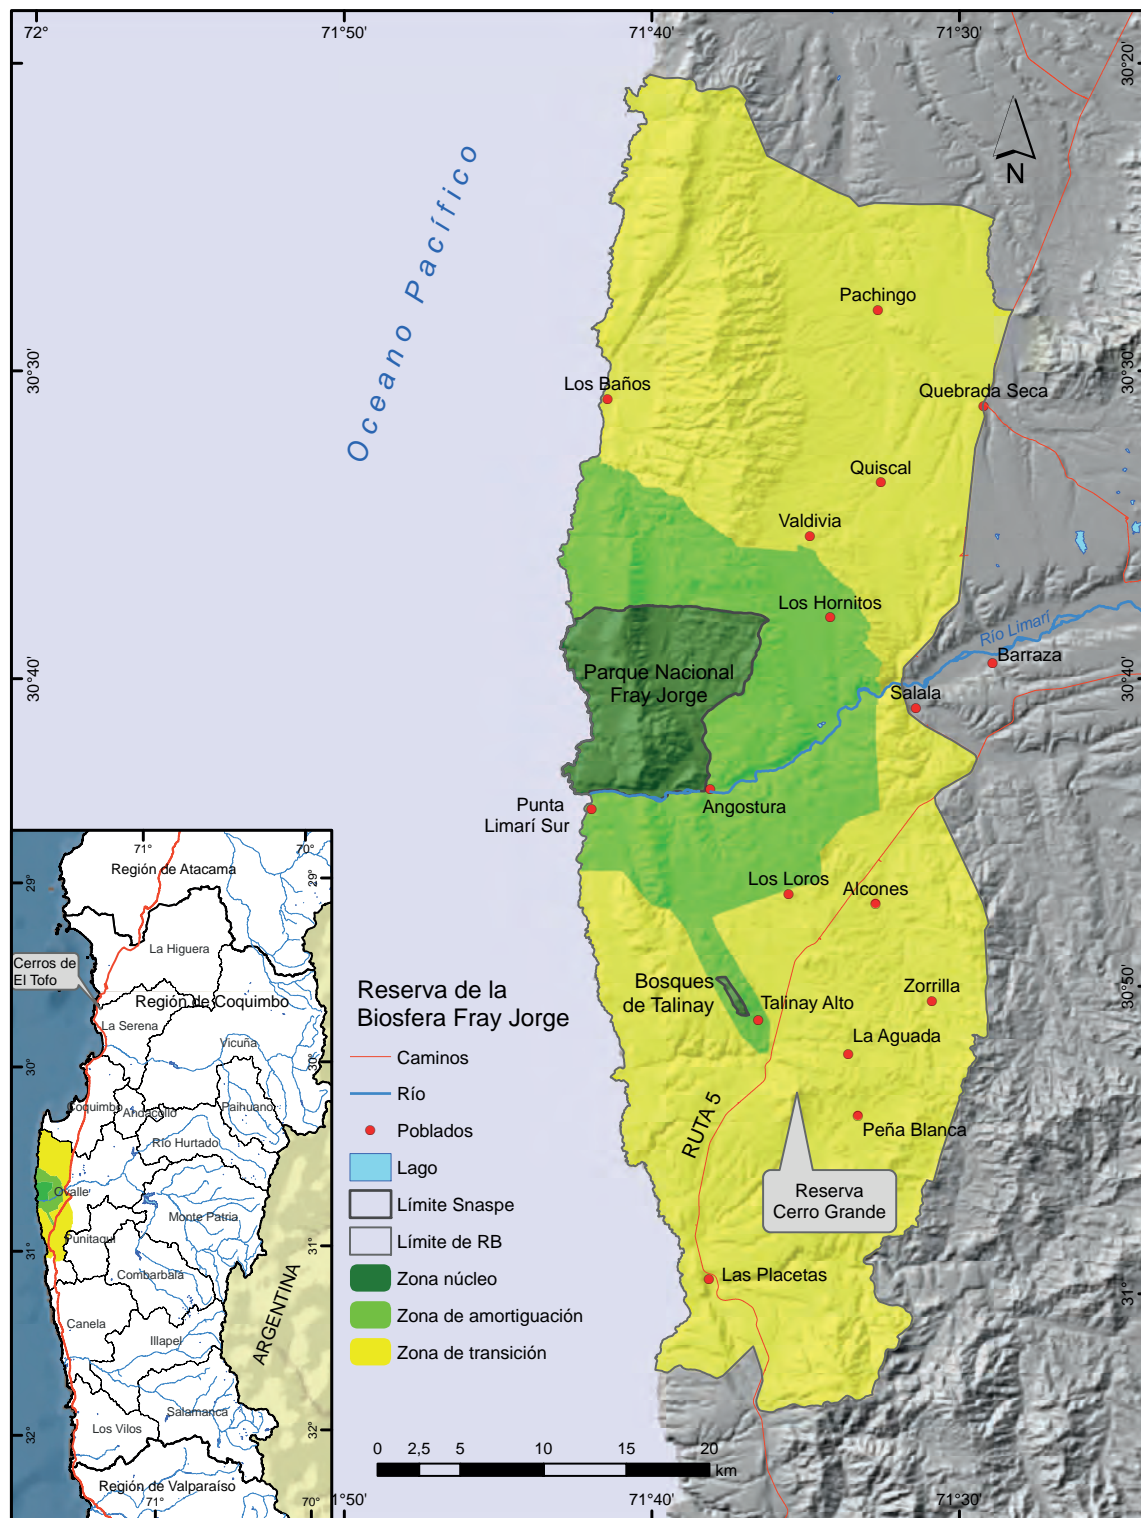 72°
71°50'
71°40'
71°30'
30°20'
N
Oceano Pacífico
Pachingo
30°30'
30°30'
Los Baños
Quebrada Seca
Quiscal
Valdivia
Los Hornitos
Río Limarí
Barraza
30°40'
30°40'
Parque Nacional
Fray Jorge
Salala
Punta
Limarí Sur
Angostura
Los Loros
Alcones
Bosques
de Talinay
Talinay Alto
Zorrilla
30°50'
La Aguada
Peña Blanca
RUTA 5
Reserva
Cerro Grande
Las Placetas
31°
71°
70°
Región de Atacama
29°
29°
La Higuera
Cerros de
El Tofo
Región de Coquimbo
La Serena
Vicuña
30°
30°
Coquimbo
Andacollo
Paihuano
Río Hurtado
Ovalle
Monte Patria
Punitaqui
31°
31°
Combarbalá
ARGENTINA
Canela
Illapel
Salamanca
Los Vilos
32°
32°
Región de Valparaíso
71°
70°
Reserva de la
Biosfera Fray Jorge
Caminos
Río
Poblados
Lago
Límite Snaspe
Límite de RB
Zona núcleo
Zona de amortiguación
Zona de transición
0 2,5 5 10 15 20
km
°50'
71°40'
71°30'